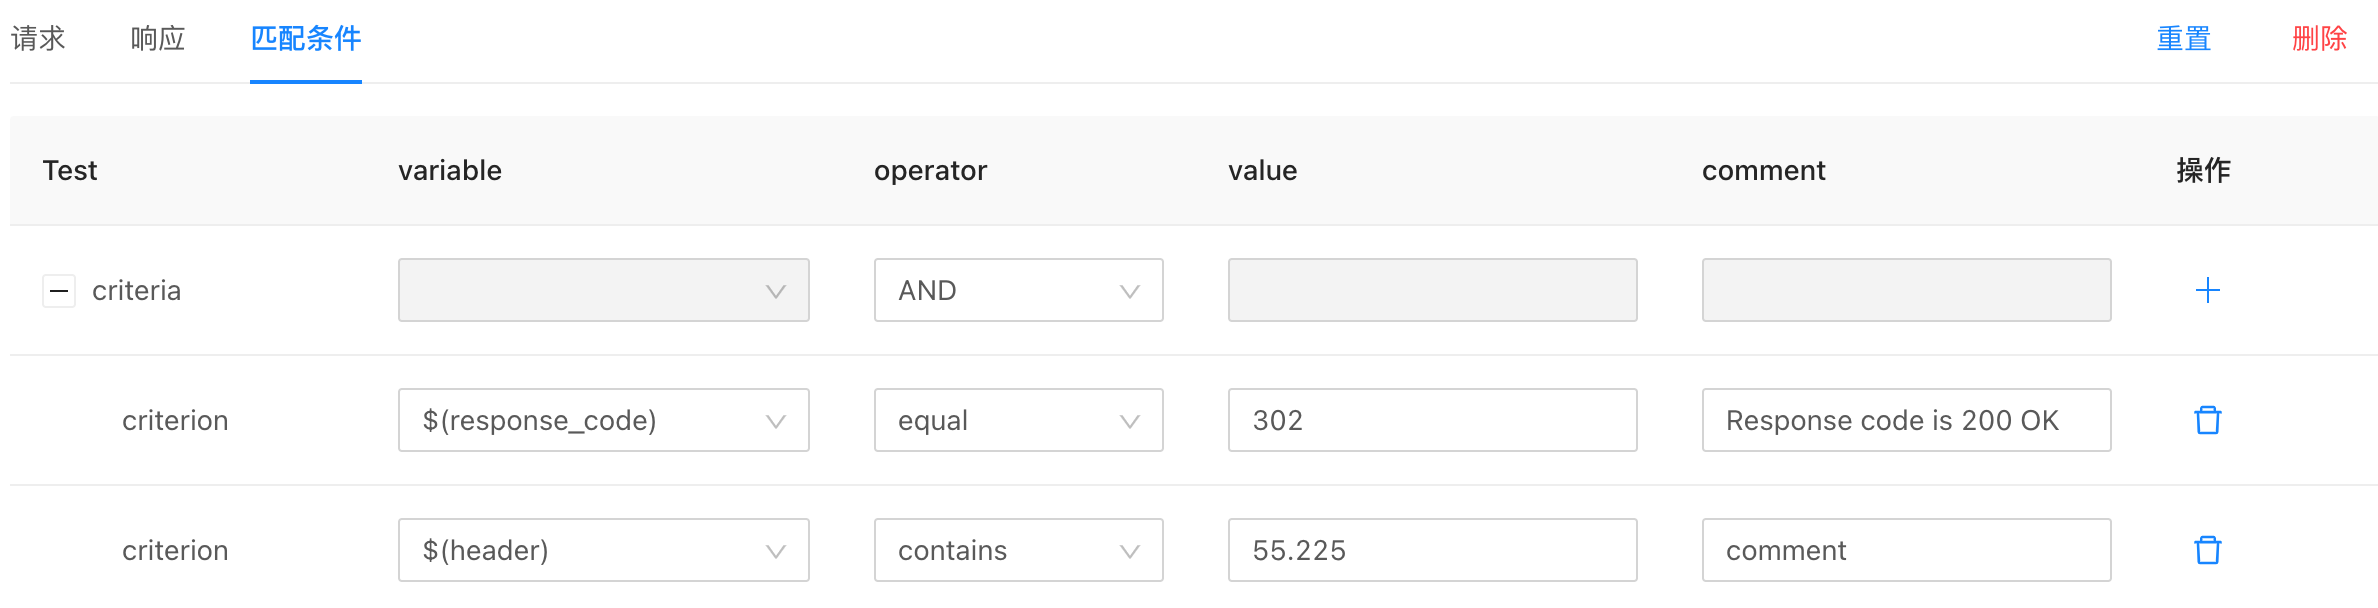 请求 响应 匹配条件 重置 删除
Test variable operator value comment 操作
criteria AND
criterion $(response_code) equal 302 Response code is 200 OK
criterion $(header) contains 55.225 comment